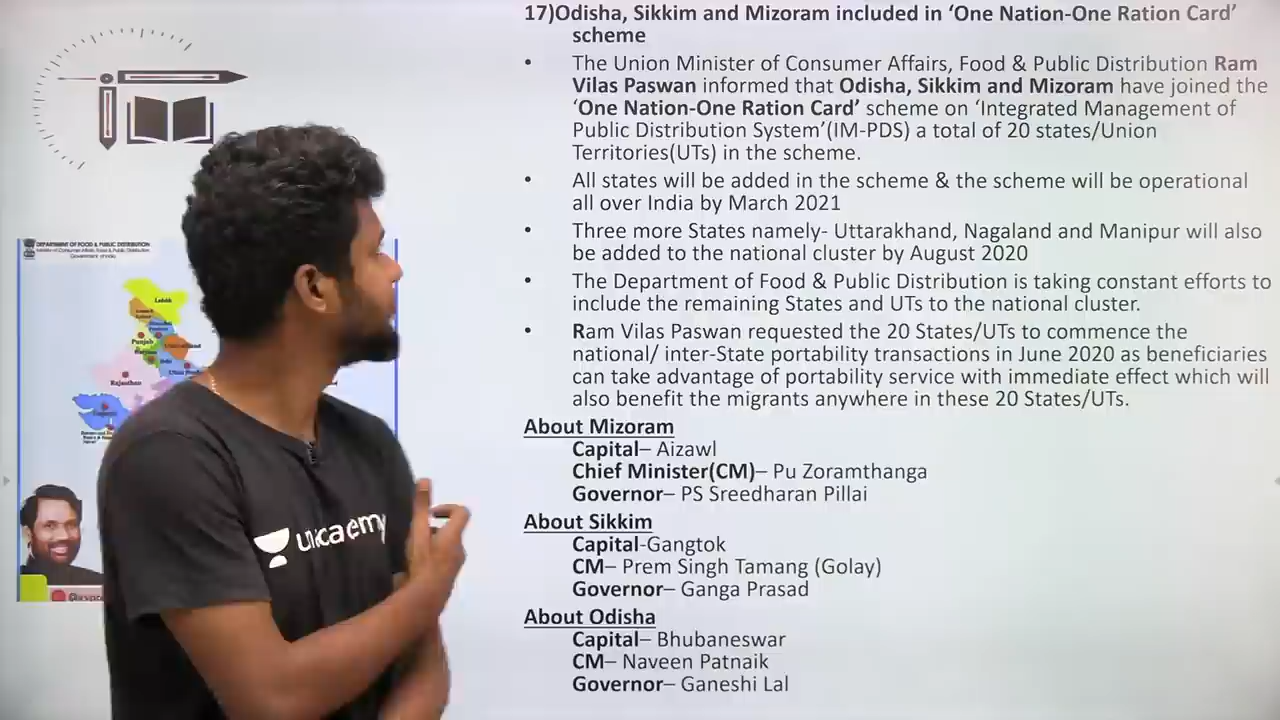 17)Odisha, Sikkim and Mizoram included in ‘One Nation-One Ration Card’
scheme
• The Union Minister of Consumer Affairs, Food & Public Distribution Ram
Vilas Paswan informed that Odisha, Sikkim and Mizoram have joined the
‘One Nation-One Ration Card’ scheme on ‘Integrated Management of
Public Distribution System’(IM-PDS) a total of 20 states/Union
Territories(UTs) in the scheme.
• All states will be added in the scheme & the scheme will be operational
all over India by March 2021
• Three more States namely- Uttarakhand, Nagaland and Manipur will also
be added to the national cluster by August 2020
• The Department of Food & Public Distribution is taking constant efforts to
include the remaining States and UTs to the national cluster.
• Ram Vilas Paswan requested the 20 States/UTs to commence the
national/ inter-State portability transactions in June 2020 as beneficiaries
can take advantage of portability service with immediate effect which will
also benefit the migrants anywhere in these 20 States/UTs.
About Mizoram
Capital– Aizawl
Chief Minister(CM)– Pu Zoramthanga
Governor– PS Sreedharan Pillai
About Sikkim
Capital-Gangtok
CM– Prem Singh Tamang (Golay)
Governor– Ganga Prasad
About Odisha
Capital– Bhubaneswar
CM– Naveen Patnaik
Governor– Ganeshi Lal
DEPARTMENT OF FOOD & PUBLIC DISTRIBUTION
Ministry of Consumer Affairs, Food & Public Distribution
Government of India
Ladakh
Punjab
Rajasthan
unacademy